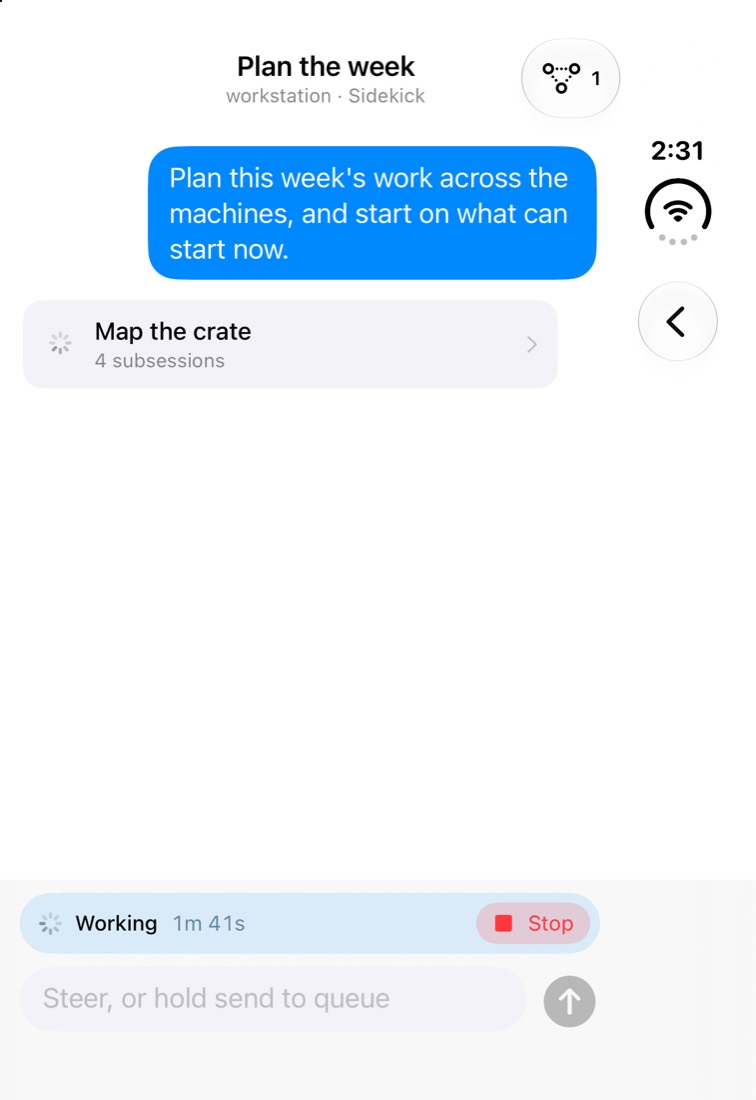 Plan the week
workstation · Sidekick
1
2:31
Plan this week's work across the
machines, and start on what can
start now.
Map the crate
4 subsessions
Working 1m 41s
Stop
Steer, or hold send to queue